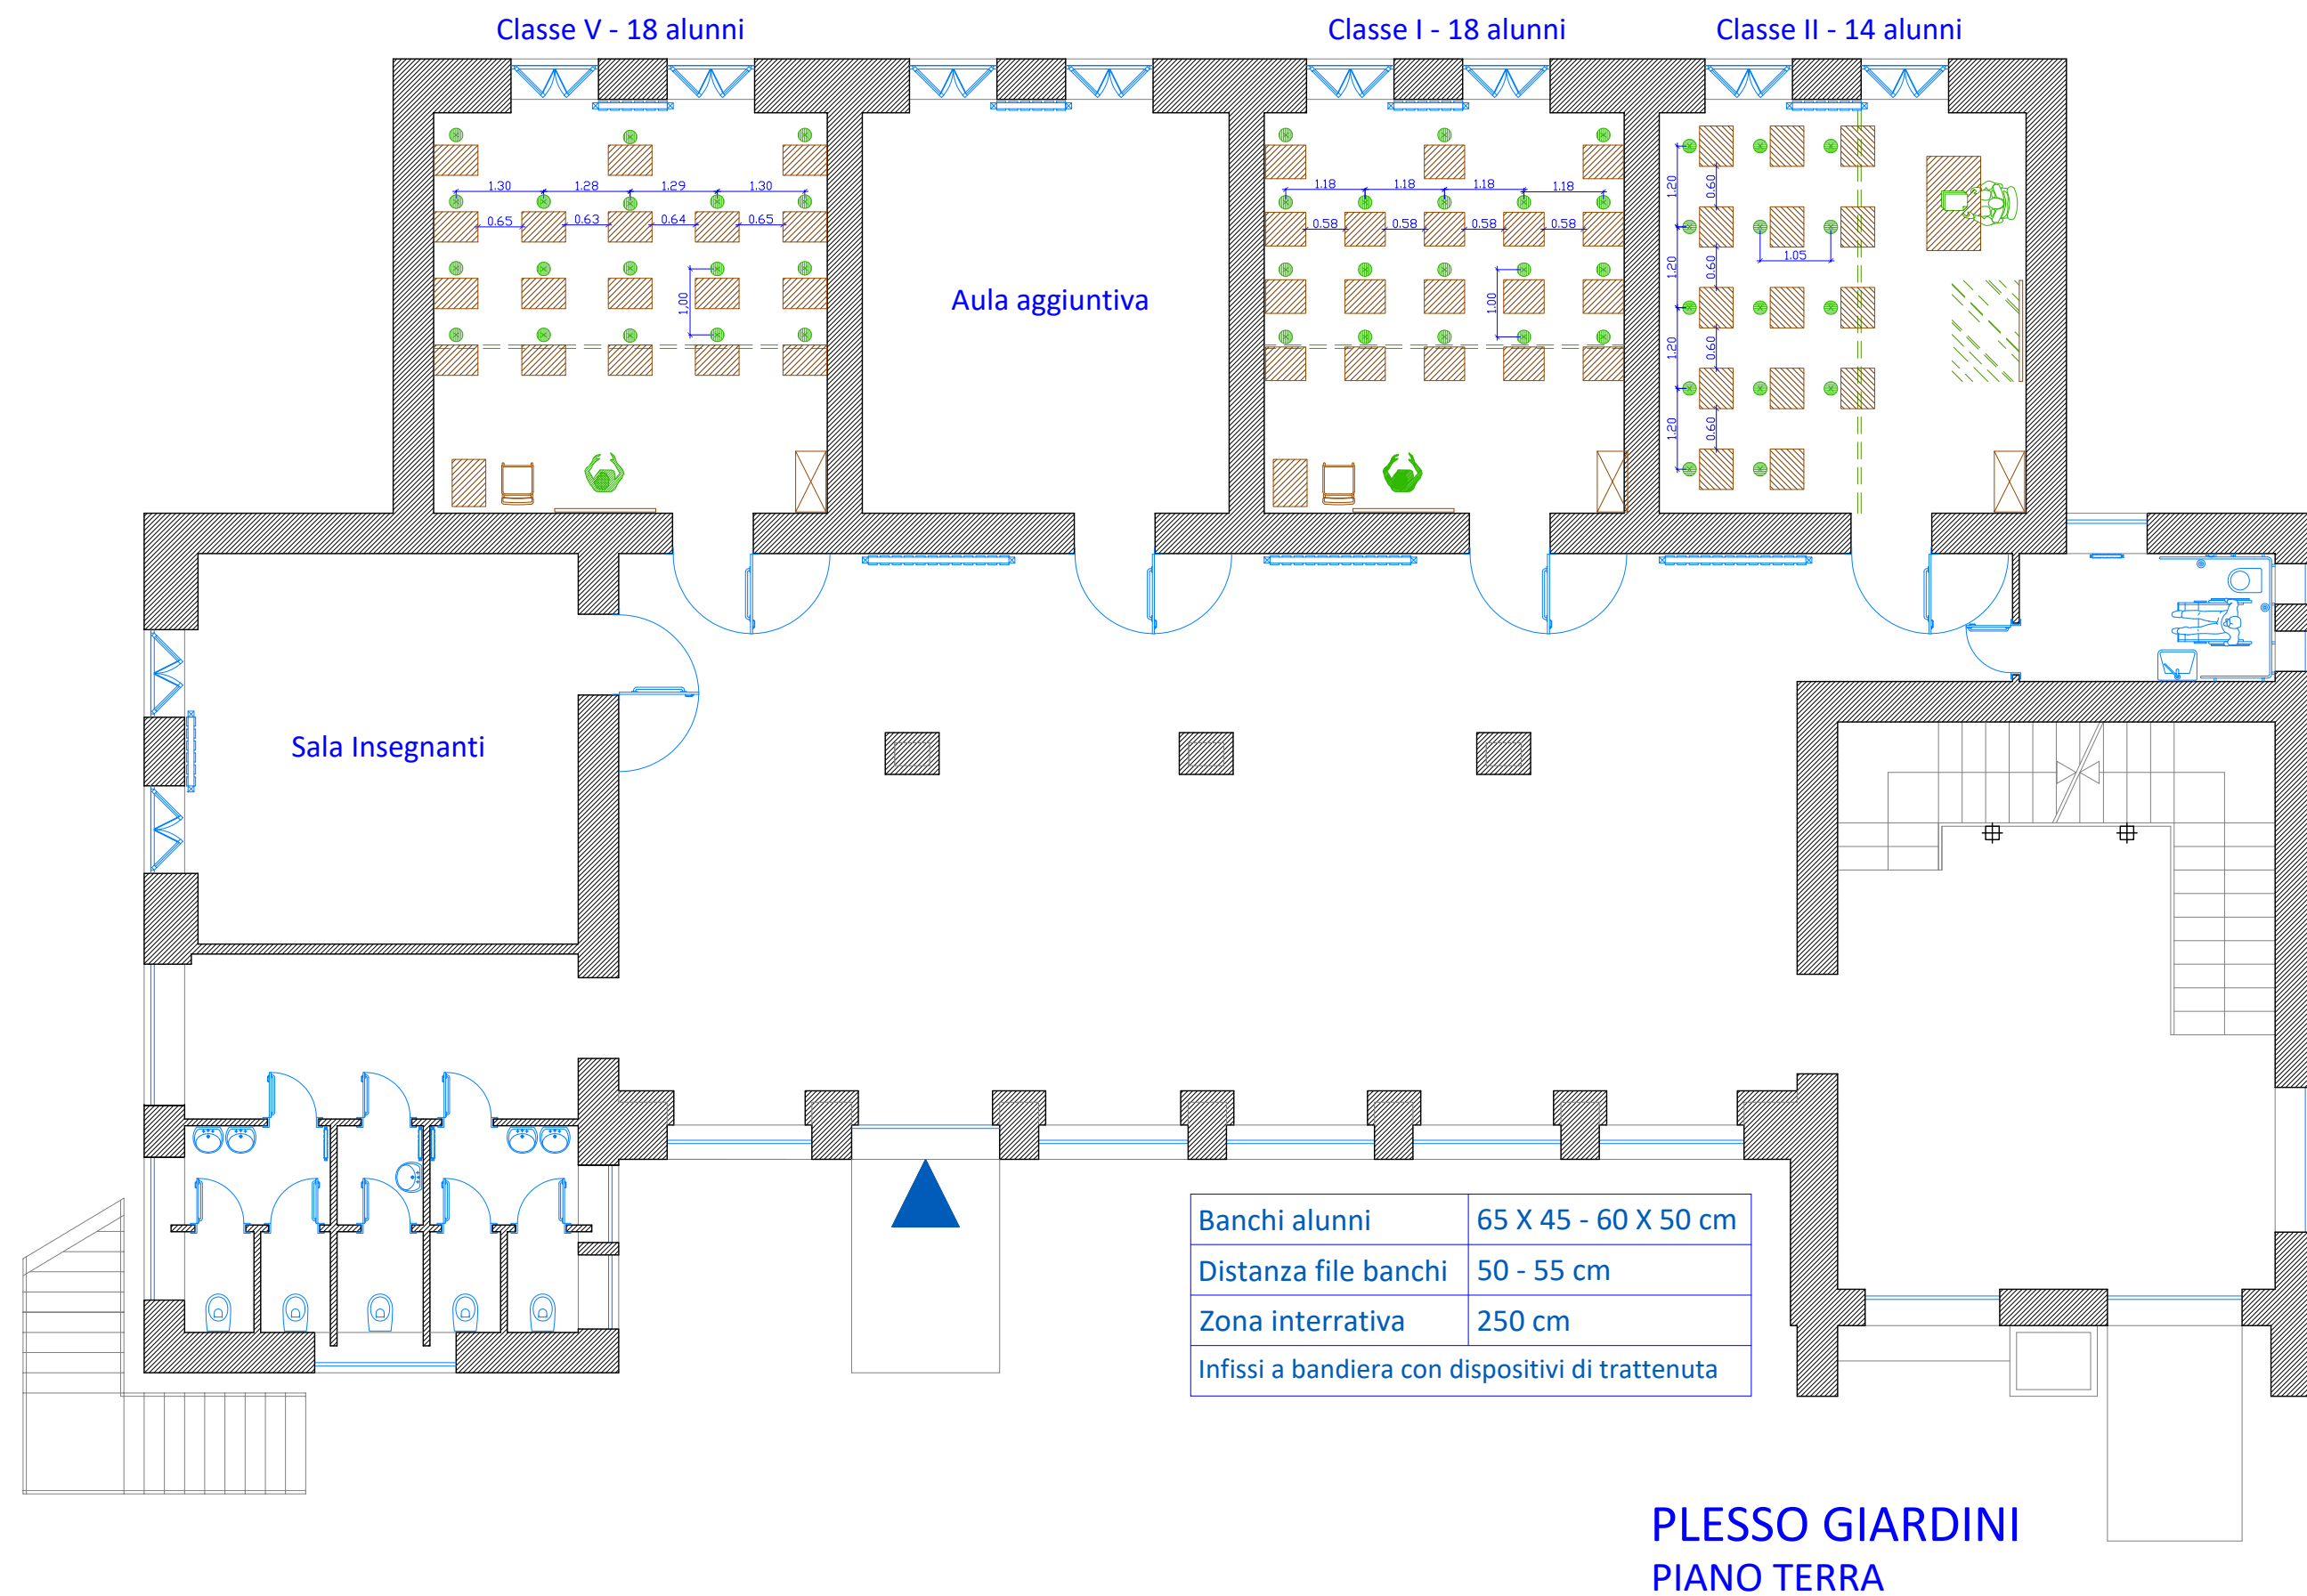 Classe V - 18 alunni
Classe I - 18 alunni
Classe II - 14 alunni
1.30 1.28 1.29 1.30
0.65 0.63 0.64 0.65
1.00
Aula aggiuntiva
1.18 1.18 1.18 1.18
0.58 0.58 0.58 0.58
1.00
1.20 0.60
1.20 0.60
1.05
1.20 0.60
1.20 0.60
Sala Insegnanti
Banchi alunni 65 X 45 - 60 X 50 cm
Distanza file banchi 50 - 55 cm
Zona interrativa 250 cm
Infissi a bandiera con dispositivi di trattenuta
PLESSO GIARDINI
PIANO TERRA